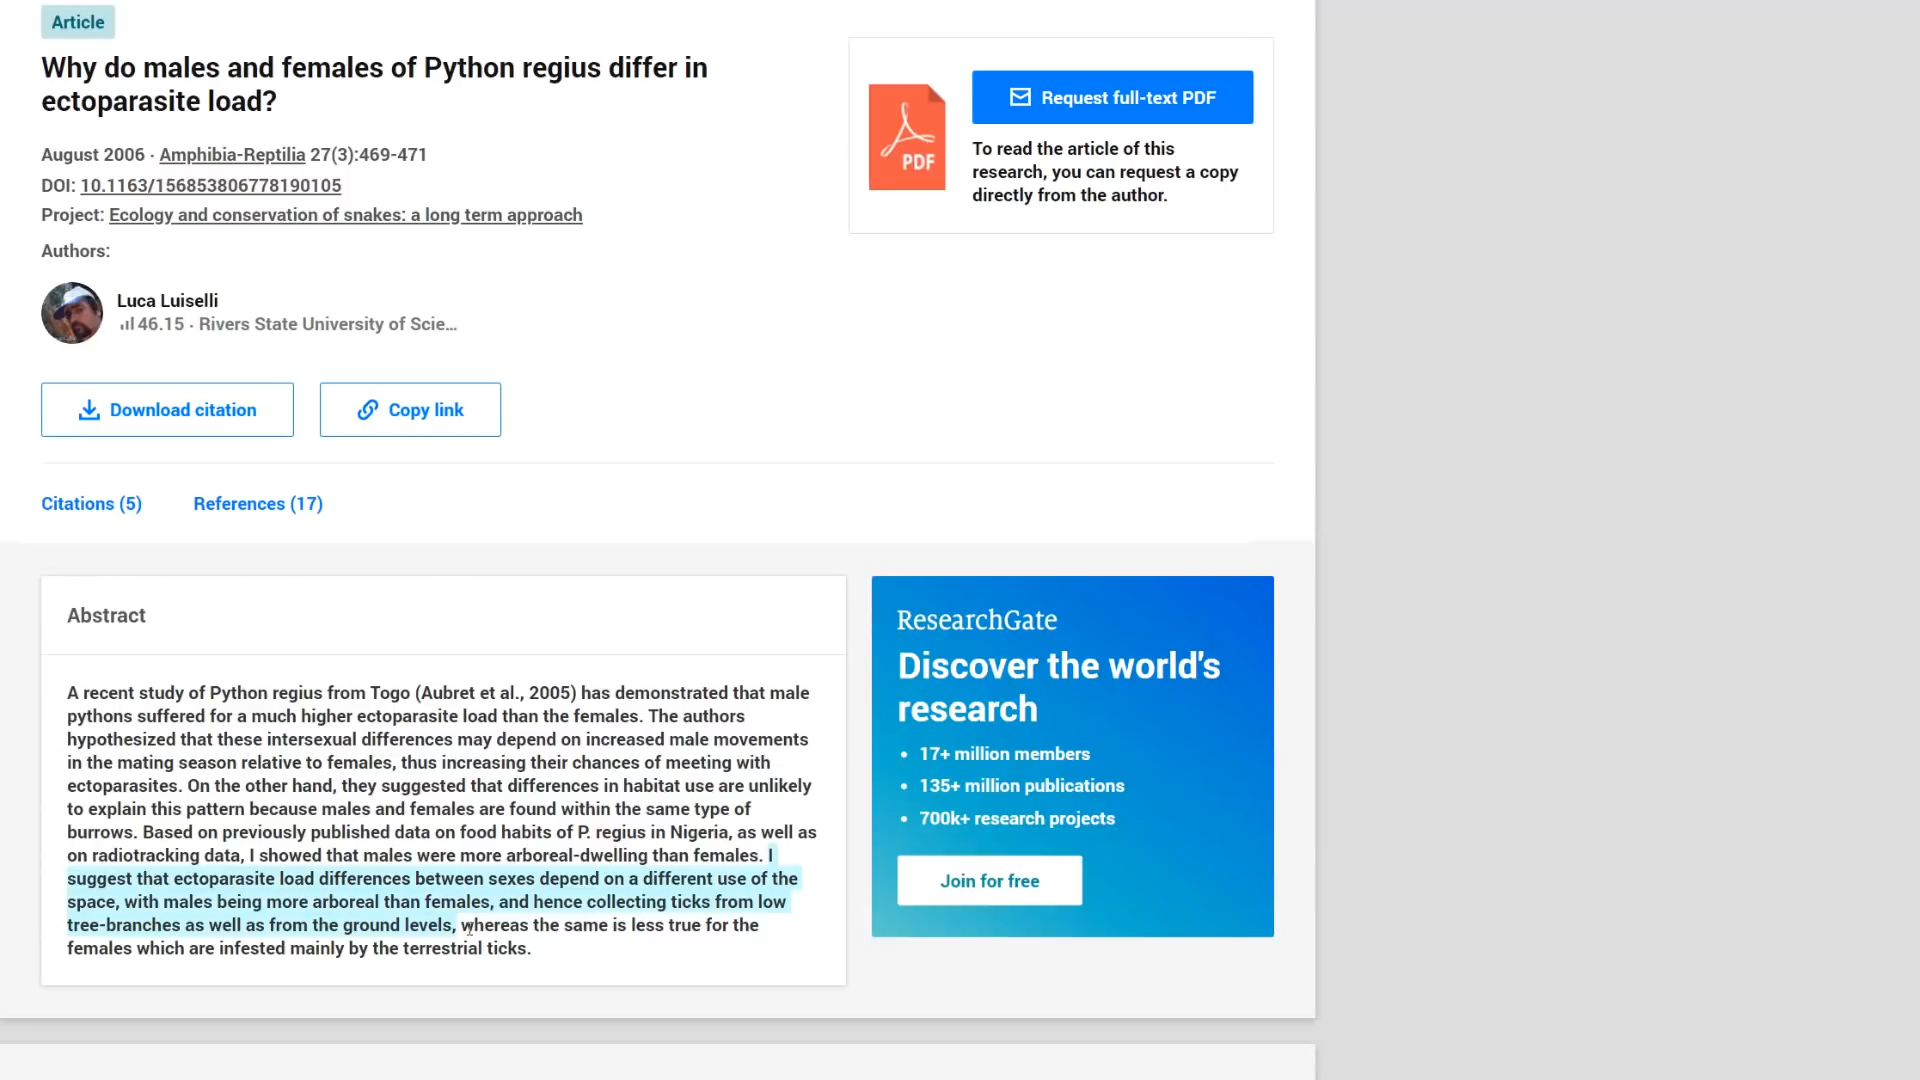 Article
Why do males and females of Python regius differ in
ectoparasite load?
August 2006 · Amphibia-Reptilia 27(3):469-471
DOI: 10.1163/156853806778190105
Project: Ecology and conservation of snakes: a long term approach
Authors:
Luca Luiselli
46.15 · Rivers State University of Scie...
Download citation
Copy link
PDF
Request full-text PDF
To read the article of this
research, you can request a copy
directly from the author.
Citations (5)
References (17)
Abstract
A recent study of Python regius from Togo (Aubret et al., 2005) has demonstrated that male
pythons suffered for a much higher ectoparasite load than the females. The authors
hypothesized that these intersexual differences may depend on increased male movements
in the mating season relative to females, thus increasing their chances of meeting with
ectoparasites. On the other hand, they suggested that differences in habitat use are unlikely
to explain this pattern because males and females are found within the same type of
burrows. Based on previously published data on food habits of P. regius in Nigeria, as well as
on radiotracking data, I showed that males were more arboreal-dwelling than females. I
suggest that ectoparasite load differences between sexes depend on a different use of the
space, with males being more arboreal than females, and hence collecting ticks from low
tree-branches as well as from the ground levels, whereas the same is less true for the
females which are infested mainly by the terrestrial ticks.
ResearchGate
Discover the world's
research
• 17+ million members
• 135+ million publications
• 700k+ research projects
Join for free